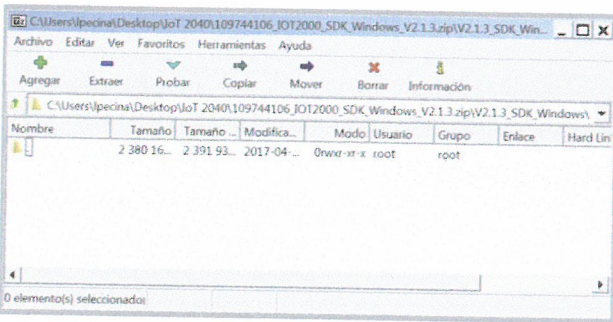 C:\Users\lpecina\Desktop\IoT 2040\109744106_IOT2000_SDK_Windows_V2.1.3.zip\V2.1.3_SDK_Win...
Archivo Editar Ver Favoritos Herramientas Ayuda
Agregar Extraer Probar Copiar Mover Borrar Información
C:\Users\lpecina\Desktop\IoT 2040\109744106_IOT2000_SDK_Windows_V2.1.3.zip\V2.1.3_SDK_Windows\
Nombre Tamaño Tamaño ... Modifica... Modo Usuario Grupo Enlace Hard Lin
2 380 16... 2 391 93... 2017-04-... 0rwxr-xr-x root root
0 elemento(s) seleccionado(